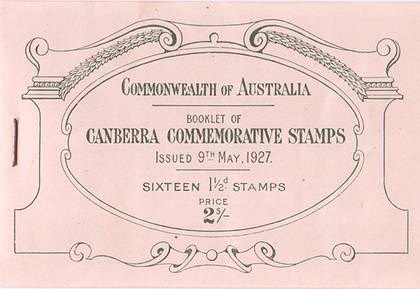 COMMONWEALTH OF AUSTRALIA
BOOKLET OF
CANBERRA COMMEMORATIVE STAMPS
ISSUED 9TH MAY, 1927.
SIXTEEN 1½d STAMPS
PRICE
2s/-